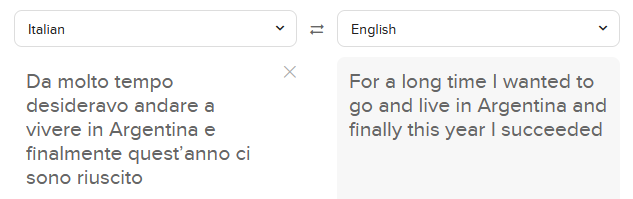 Italian
English
Da molto tempo
desideravo andare a
vivere in Argentina e
finalmente quest'anno ci
sono riuscito
For a long time I wanted to
go and live in Argentina and
finally this year I succeeded